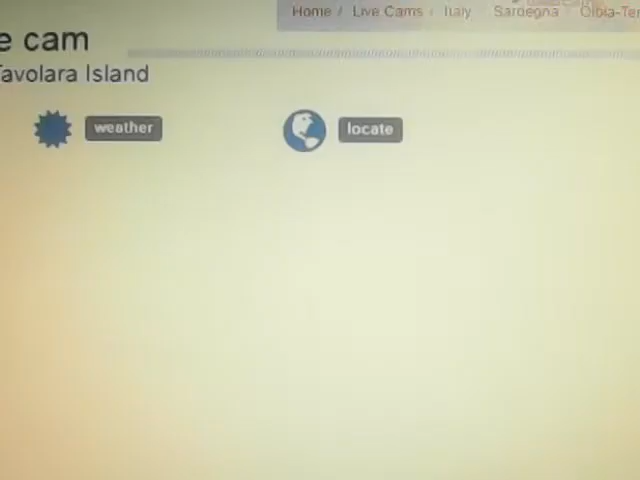 Home / Live Cams / Italy Sardegna Olbia-Te
e cam
Tavolara Island
weather locate